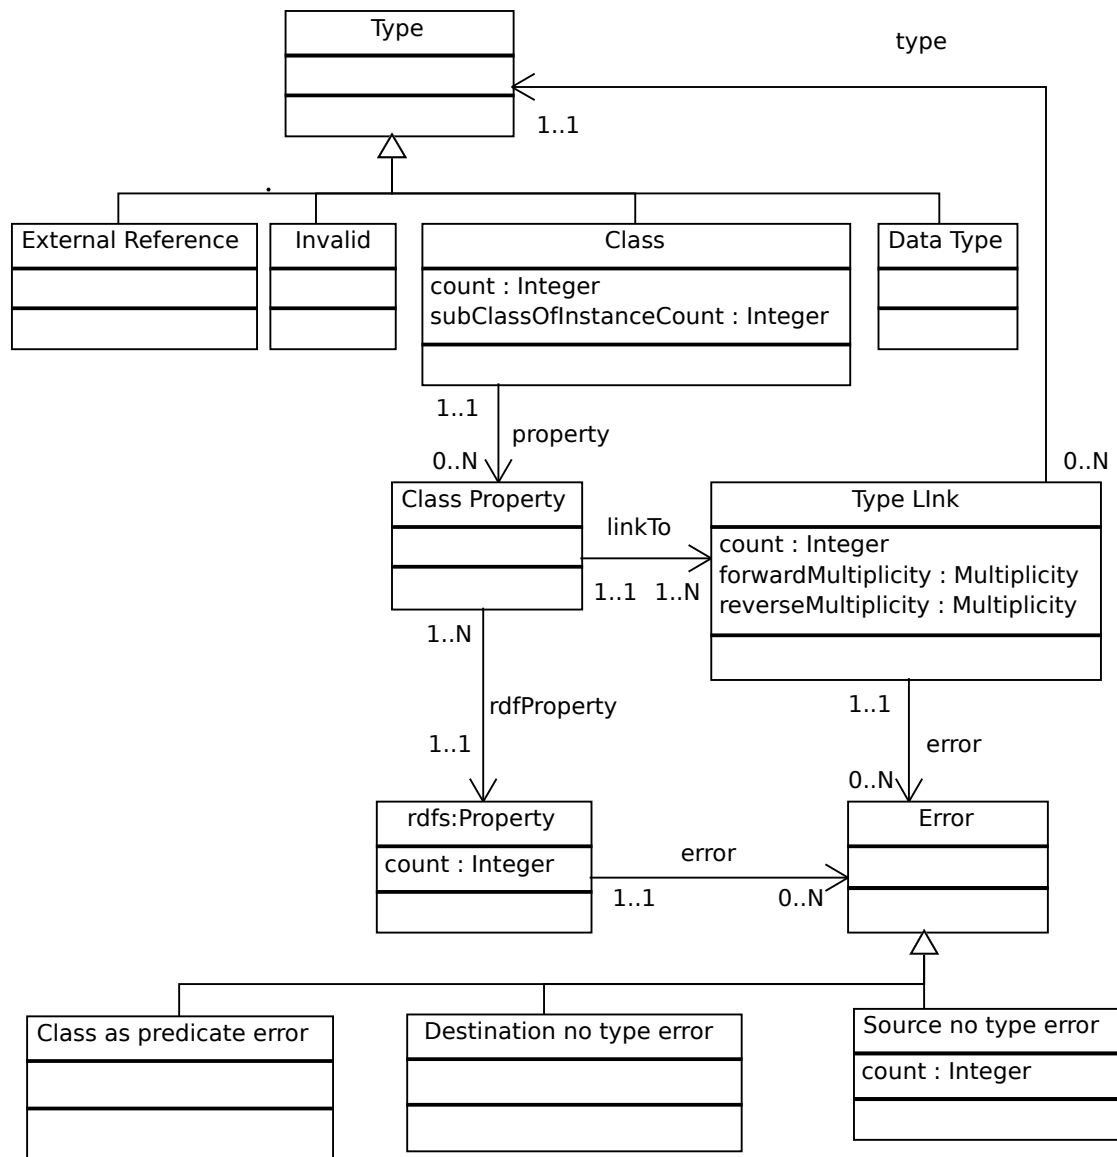 Type
type
1..1
External Reference
Invalid
Class
Data Type
count : Integer
subClassOfInstanceCount : Integer
1..1
property
0..N
0..N
Class Property
Type LInk
linkTo
count : Integer
forwardMultiplicity : Multiplicity
reverseMultiplicity : Multiplicity
1..1
1..N
1..N
rdfProperty
1..1
1..1
error
0..N
rdfs:Property
Error
count : Integer
error
1..1
0..N
Class as predicate error
Destination no type error
Source no type error
count : Integer